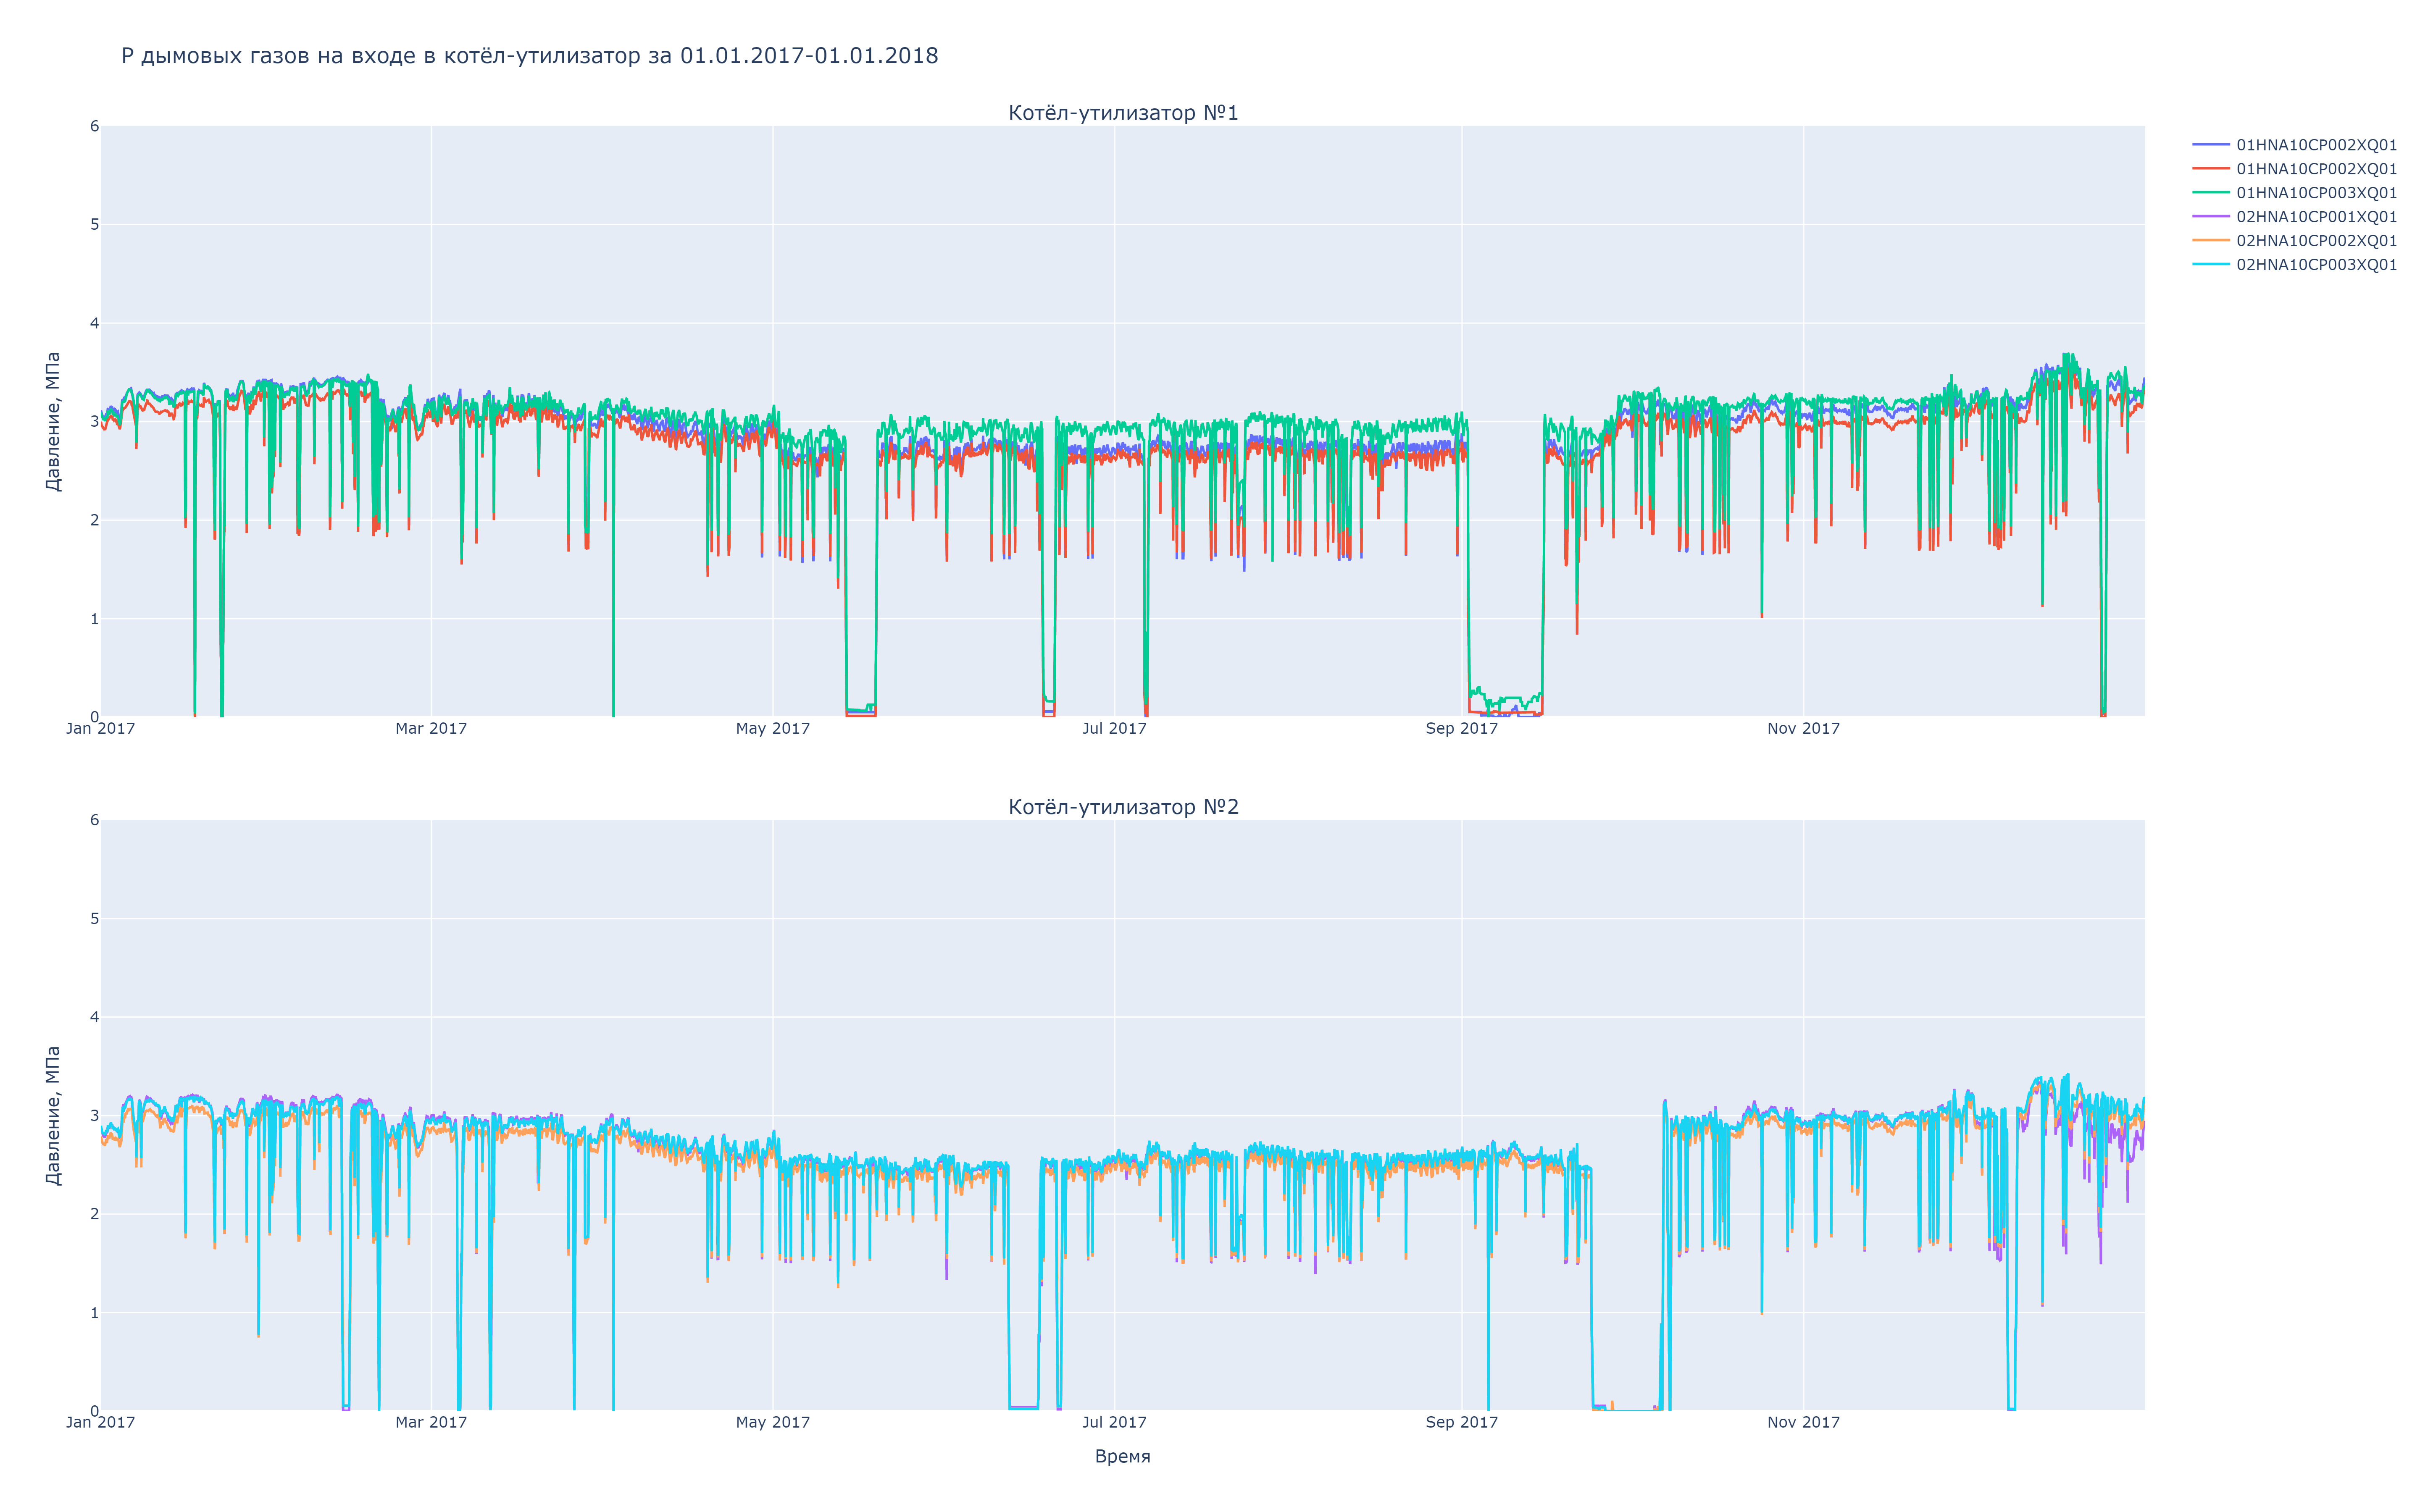 P дымовых газов на входе в котёл-утилизатор за 01.01.2017-01.01.2018
Котёл-утилизатор №1
6
5
4
3
2
1
0
Давление, МПа
Jan 2017
Mar 2017
May 2017
Jul 2017
Sep 2017
Nov 2017
01HNA10CP002XQ01
01HNA10CP002XQ01
01HNA10CP003XQ01
02HNA10CP001XQ01
02HNA10CP002XQ01
02HNA10CP003XQ01
Котёл-утилизатор №2
6
5
4
3
2
1
0
Давление, МПа
Jan 2017
Mar 2017
May 2017
Jul 2017
Sep 2017
Nov 2017
Время